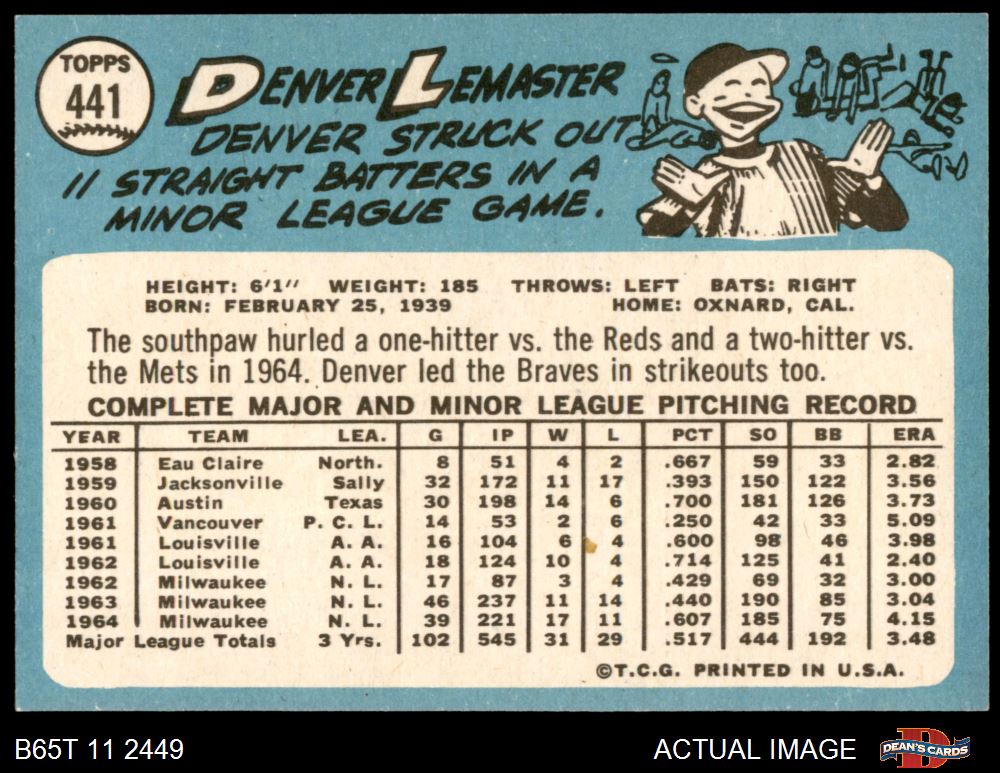 TOPPS
441
DENVER LEMASTER
DENVER STRUCK OUT
11 STRAIGHT BATTERS IN A
MINOR LEAGUE GAME.
HEIGHT: 6'1" WEIGHT: 185 THROWS: LEFT BATS: RIGHT
BORN: FEBRUARY 25, 1939 HOME: OXNARD, CAL.
The southpaw hurled a one-hitter vs. the Reds and a two-hitter vs.
the Mets in 1964. Denver led the Braves in strikeouts too.
COMPLETE MAJOR AND MINOR LEAGUE PITCHING RECORD
YEAR TEAM LEA. G IP W L PCT SO BB ERA
1958 Eau Claire North. 8 51 4 2 .667 59 33 2.82
1959 Jacksonville Sally 32 172 11 17 .393 150 122 3.56
1960 Austin Texas 30 198 14 6 .700 181 126 3.73
1961 Vancouver P. C. L. 14 53 2 6 .250 42 33 5.09
1961 Louisville A. A. 16 104 6 4 .600 98 46 3.98
1962 Louisville A. A. 18 124 10 4 .714 125 41 2.40
1962 Milwaukee N. L. 17 87 3 4 .429 69 32 3.00
1963 Milwaukee N. L. 46 237 11 14 .440 190 85 3.04
1964 Milwaukee N. L. 39 221 17 11 .607 185 75 4.15
Major League Totals 3 Yrs. 102 545 31 29 .517 444 192 3.48
©T.C.G. PRINTED IN U.S.A.
B65T 11 2449 ACTUAL IMAGE DEAN'S CARDS